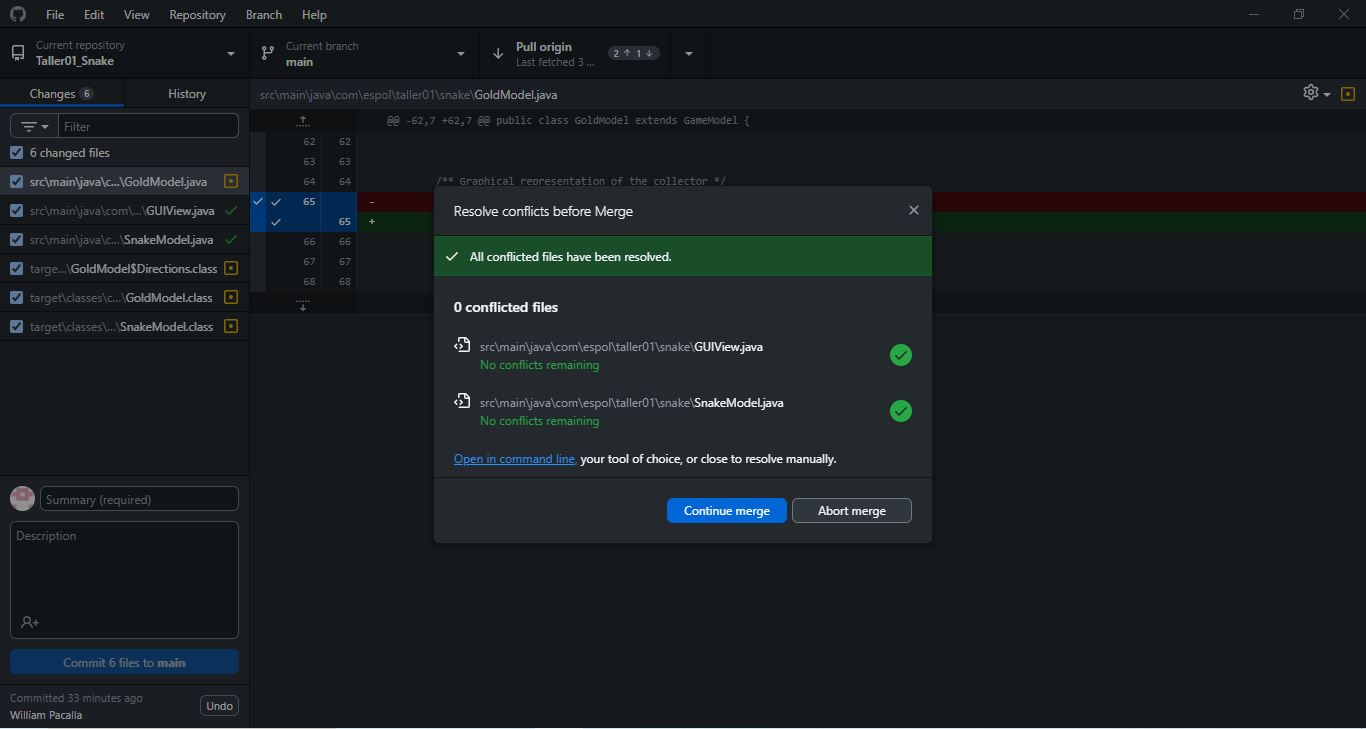 File Edit View Repository Branch Help
Current repository
Taller01_Snake
Current branch
main
Pull origin
Last fetched 3 ...
2 ↑ 1 ↓
Changes 6
History
Filter
6 changed files
src\main\java\c...\GoldModel.java
src\main\java\com\...\GUIView.java
src\main\java\c...\SnakeModel.java
targe...\GoldModel$Directions.class
target\classes\c...\GoldModel.class
target\classes\...\SnakeModel.class
Summary (required)
Description
Commit 6 files to main
Committed 33 minutes ago
William Pacalla
Undo
src\main\java\com\espol\taller01\snake\GoldModel.java
@@ -62,7 +62,7 @@ public class GoldModel extends GameModel {
62 62
63 63
64 64 /** Graphical representation of the collector */
65 -
65 +
66 66
67 67
68 68
Resolve conflicts before Merge
All conflicted files have been resolved.
0 conflicted files
src\main\java\com\espol\taller01\snake\GUIView.java
No conflicts remaining
src\main\java\com\espol\taller01\snake\SnakeModel.java
No conflicts remaining
Open in command line, your tool of choice, or close to resolve manually.
Continue merge
Abort merge